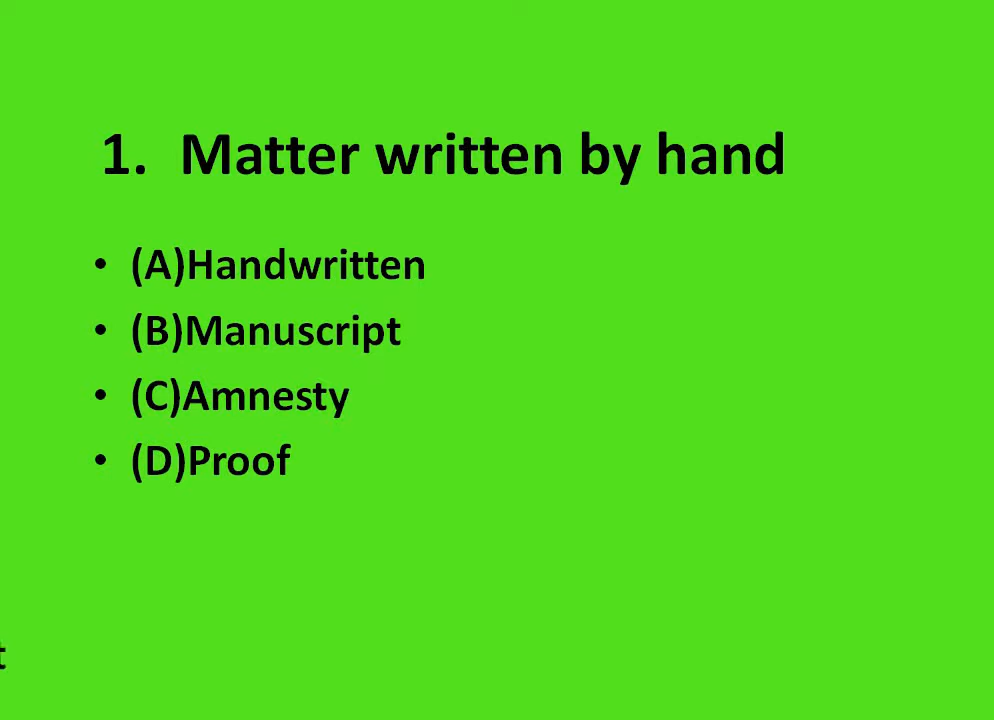 1. Matter written by hand
• (A)Handwritten
• (B)Manuscript
• (C)Amnesty
• (D)Proof
t